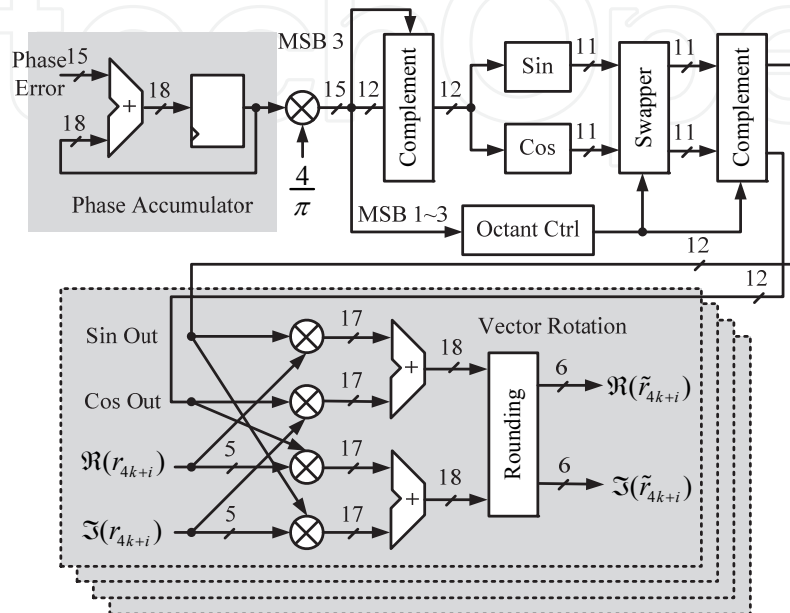 MSB 3
Phase 15
Error
18
18
+
4
π
15
12
Complement
12
Sin
Cos
11
11
Swapper
11
11
Complement
Phase Accumulator
MSB 1~3
Octant Ctrl
12
12
Vector Rotation
Sin Out
Cos Out
ℜ(r4k+i)
ℑ(r4k+i)
5
5
17
17
17
17
+
+
18
18
Rounding
6
6
ℜ(r̃4k+i)
ℑ(r̃4k+i)